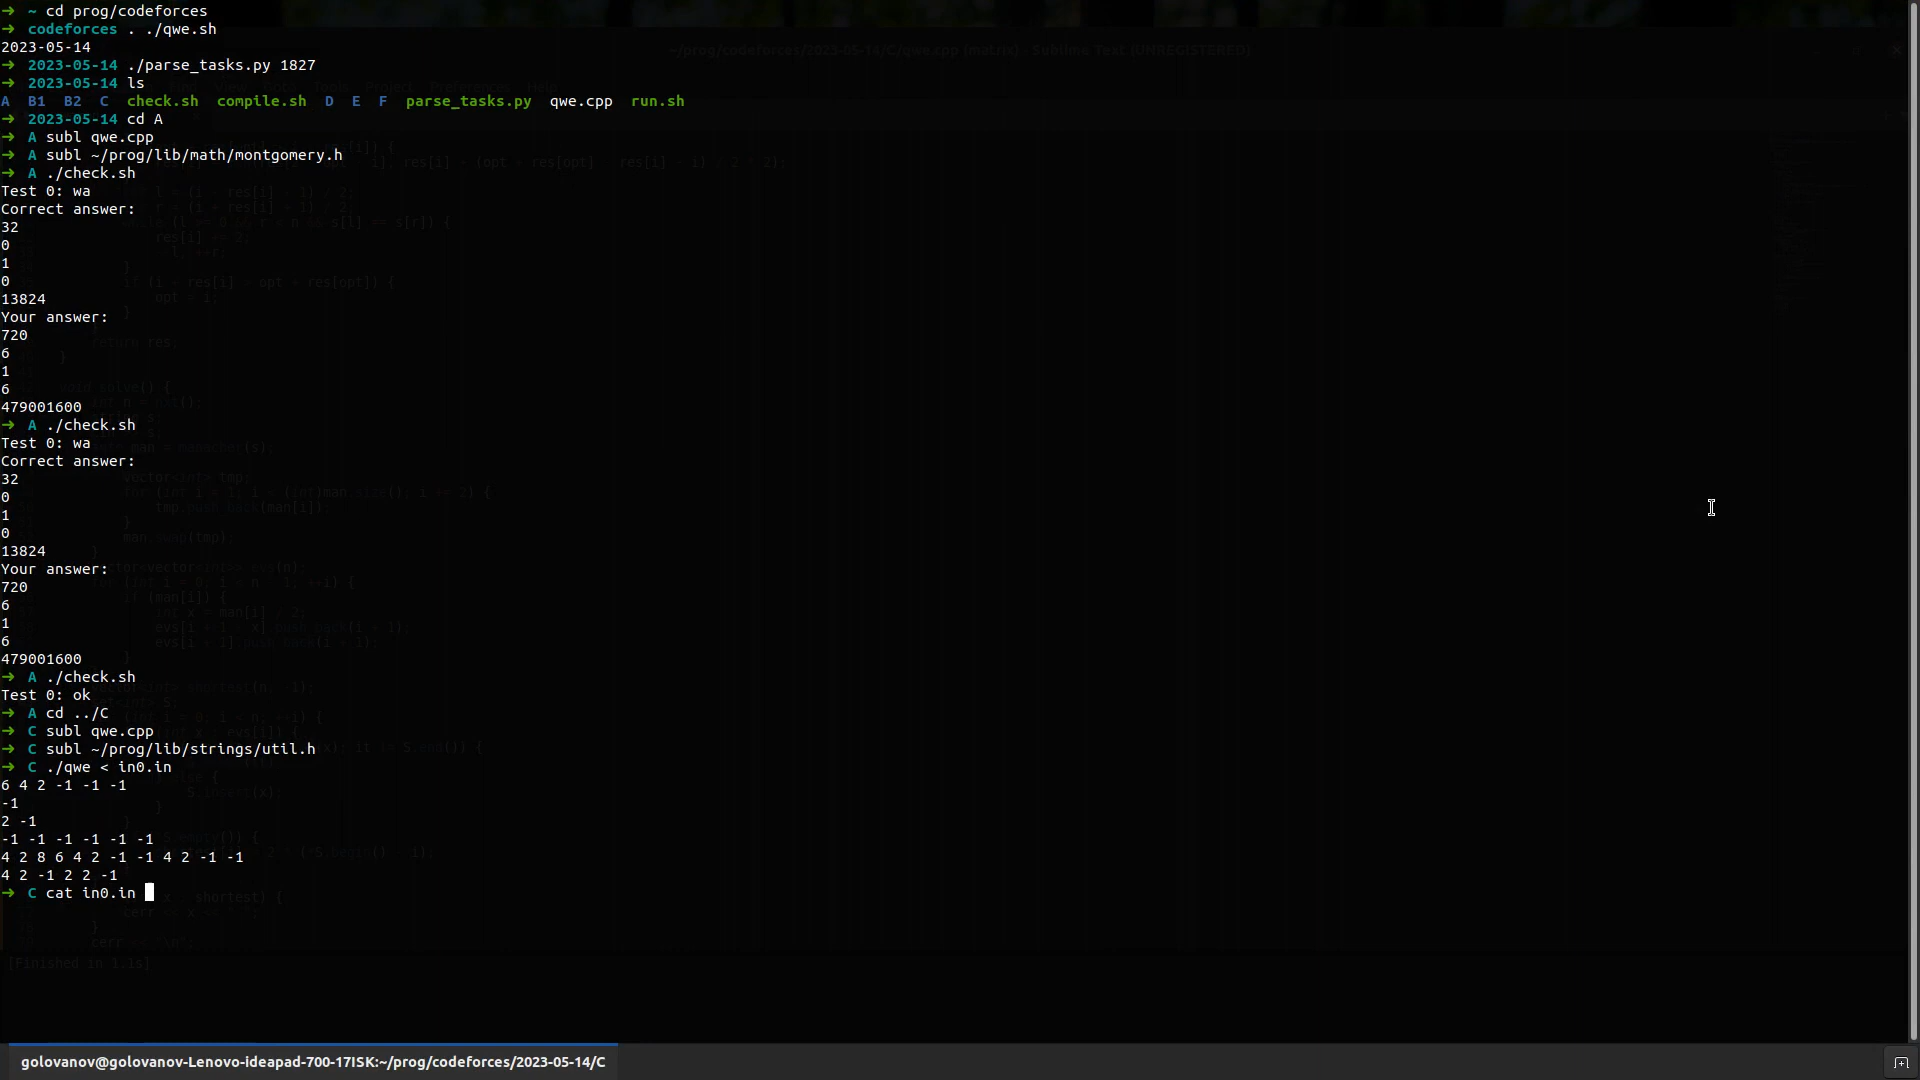 ➜ ~ cd prog/codeforces
➜ codeforces . ./qwe.sh
2023-05-14
➜ 2023-05-14 ./parse_tasks.py 1827
➜ 2023-05-14 ls
A B1 B2 C check.sh compile.sh D E F parse_tasks.py qwe.cpp run.sh
➜ 2023-05-14 cd A
➜ A subl qwe.cpp
➜ A subl ~/prog/lib/math/montgomery.h
➜ A ./check.sh
Test 0: wa
Correct answer:
32
0
1
0
13824
Your answer:
720
6
1
6
479001600
➜ A ./check.sh
Test 0: wa
Correct answer:
32
0
1
0
13824
Your answer:
720
6
1
6
479001600
➜ A ./check.sh
Test 0: ok
➜ A cd ../C
➜ C subl qwe.cpp
➜ C subl ~/prog/lib/strings/util.h
➜ C ./qwe < in0.in
6 4 2 -1 -1 -1
-1
2 -1
-1 -1 -1 -1 -1 -1
4 2 8 6 4 2 -1 -1 4 2 -1 -1
4 2 -1 2 2 -1
➜ C cat in0.in
[Finished in 1.1s]
golovanov@golovanov-Lenovo-ideapad-700-17ISK:~/prog/codeforces/2023-05-14/C